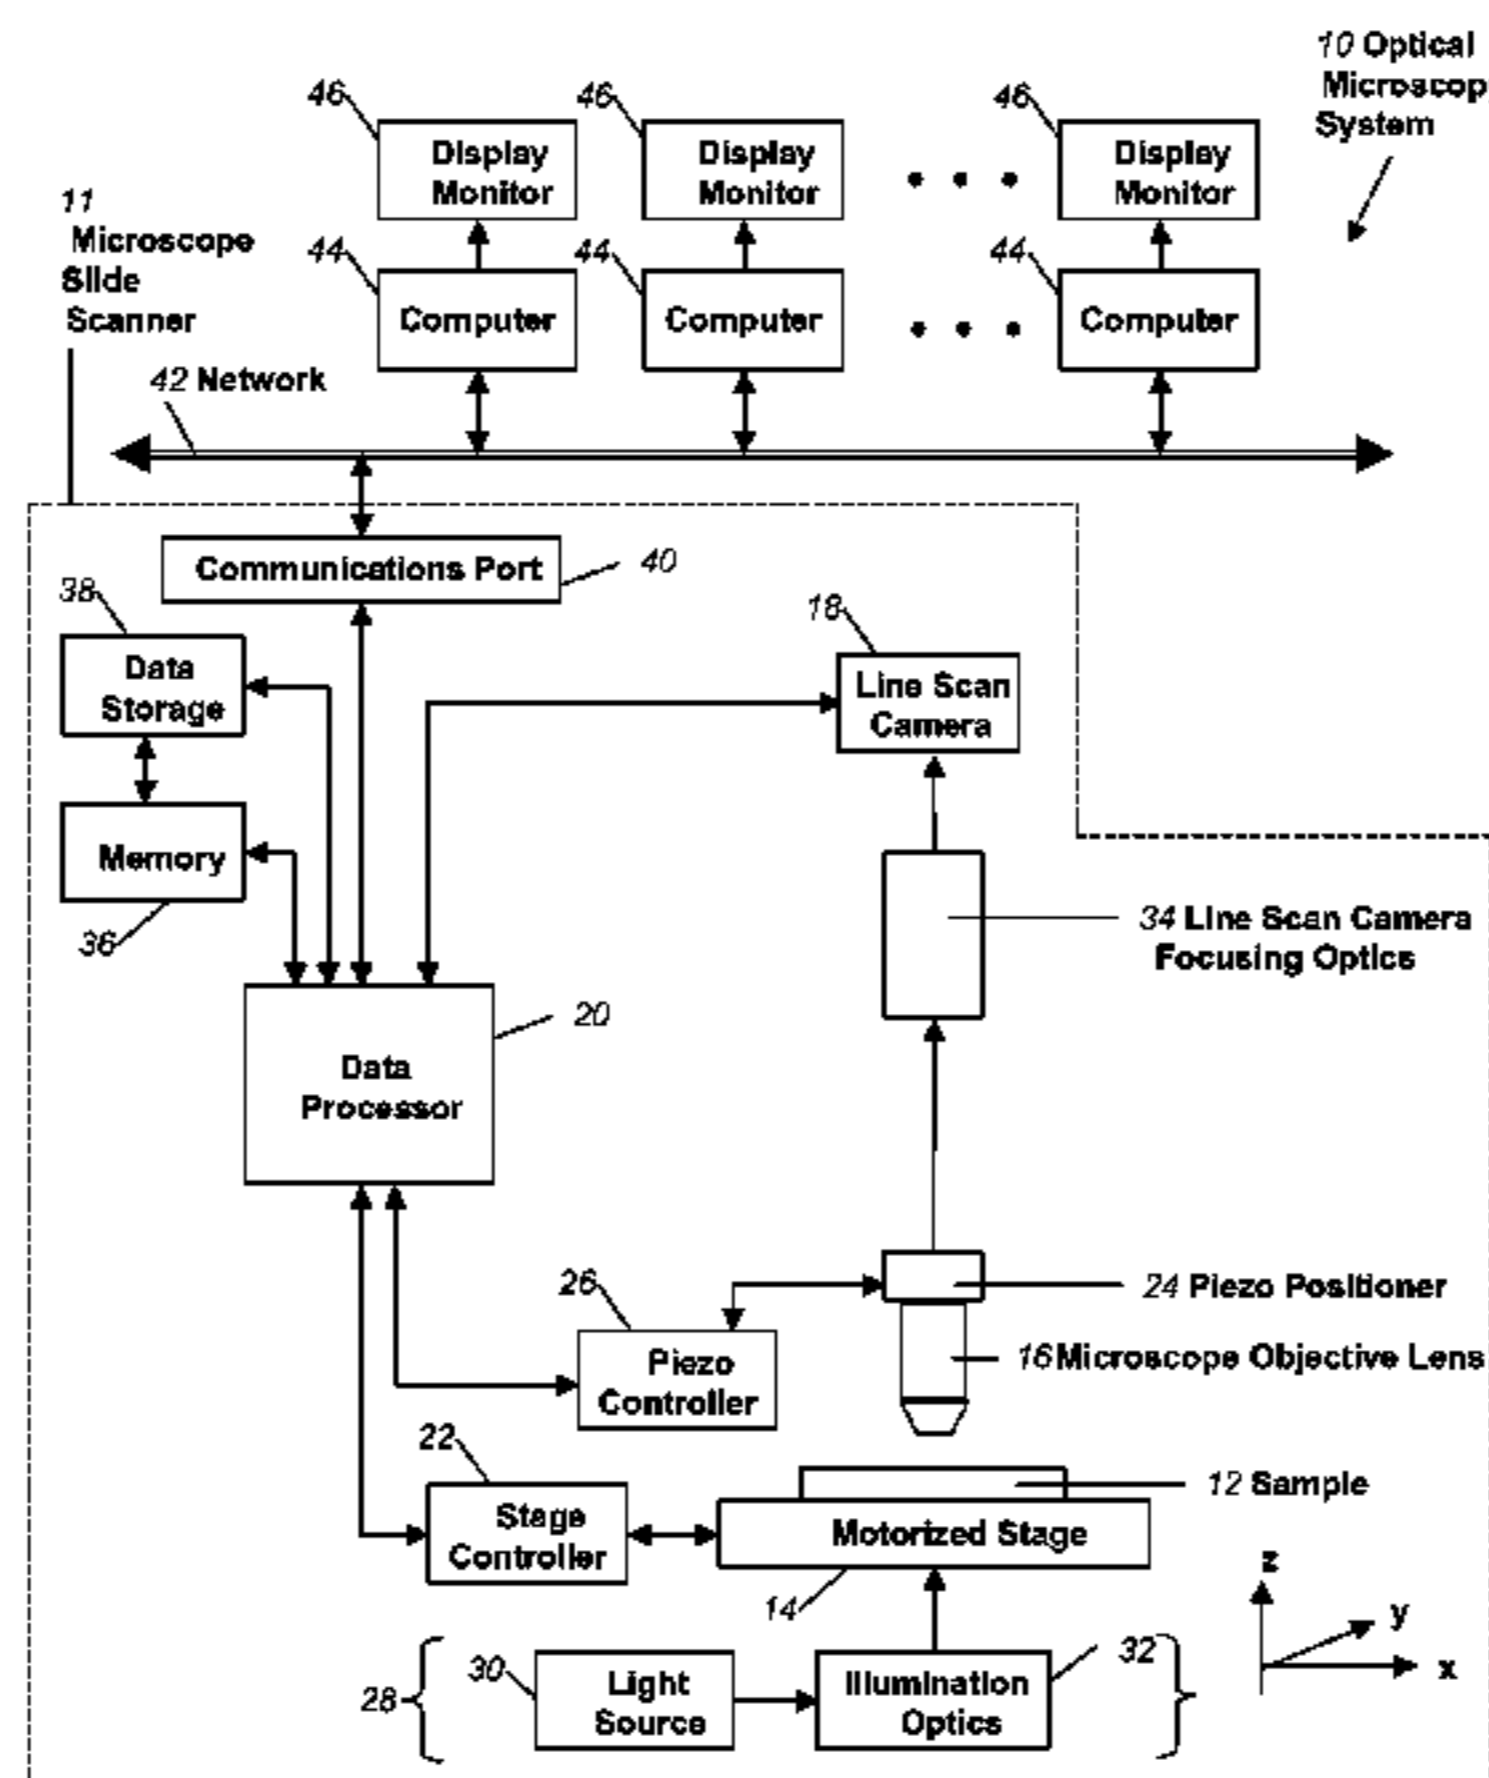 10 Optical
Microscop
System
46
46
46
Display
Monitor
Display
Monitor
• • •
Display
Monitor
11
Microscope
Slide
Scanner
44
44
44
Computer
Computer
• • •
Computer
42 Network
Communications Port
40
38
Data
Storage
18
Line Scan
Camera
Memory
36
34 Line Scan Camera
Focusing Optics
20
Data
Processor
26
24 Piezo Positioner
Piezo
Controller
16 Microscope Objective Lens
22
12 Sample
Stage
Controller
Motorized Stage
14
z
y
x
28
30
Light
Source
Illumination
Optics
32